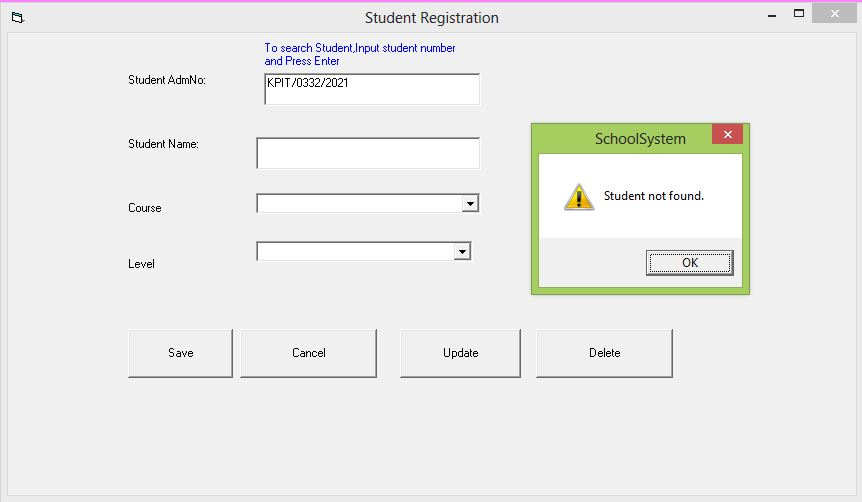 Student Registration
To search Student,Input student number
and Press Enter
Student AdmNo:
KPIT/0332/2021
Student Name:
SchoolSystem
Student not found.
Course
OK
Level
Save
Cancel
Update
Delete